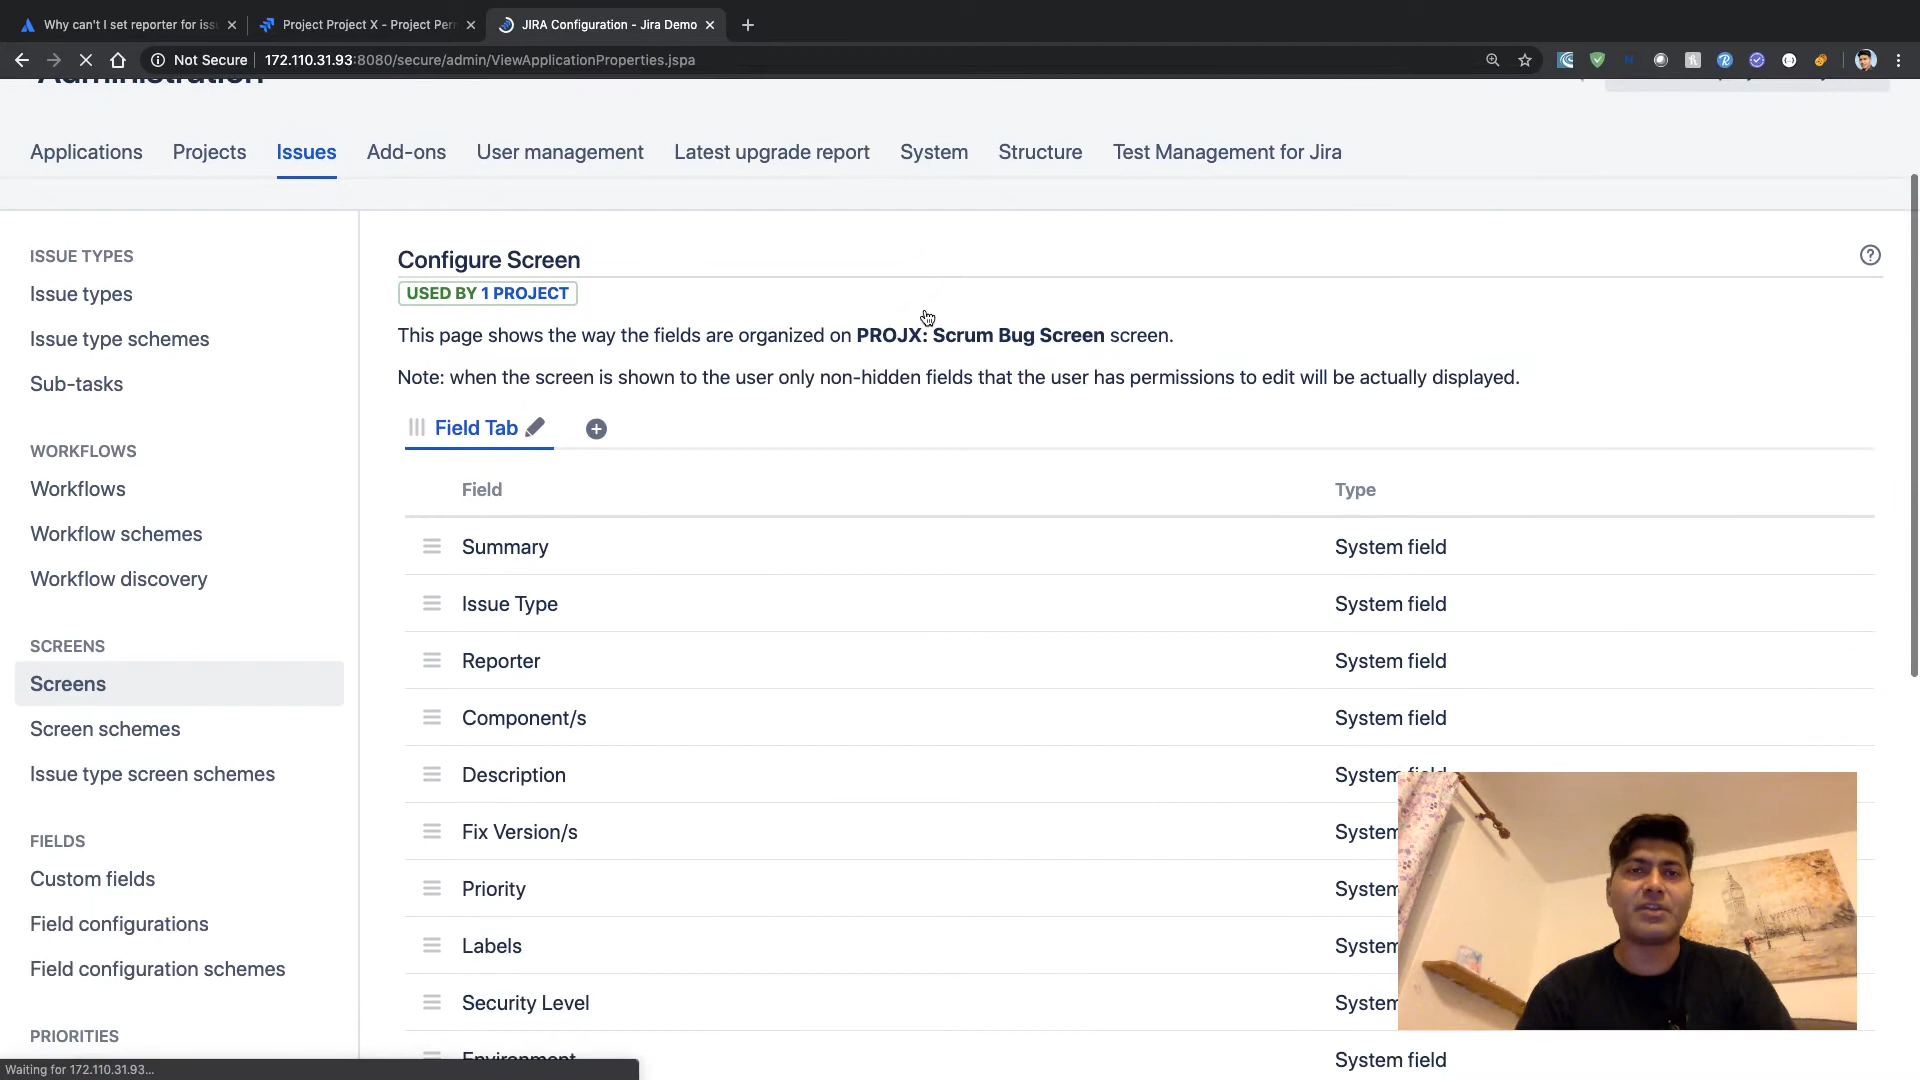 Why can't I set reporter for iss
Project Project X - Project Per
JIRA Configuration - Jira Demo
Not Secure
172.110.31.93:8080/secure/admin/ViewApplicationProperties.jspa
Administration
Applications
Projects
Issues
Add-ons
User management
Latest upgrade report
System
Structure
Test Management for Jira
ISSUE TYPES
Issue types
Issue type schemes
Sub-tasks
WORKFLOWS
Workflows
Workflow schemes
Workflow discovery
SCREENS
Screens
Screen schemes
Issue type screen schemes
FIELDS
Custom fields
Field configurations
Field configuration schemes
PRIORITIES
Configure Screen
USED BY 1 PROJECT
This page shows the way the fields are organized on PROJX: Scrum Bug Screen screen.
Note: when the screen is shown to the user only non-hidden fields that the user has permissions to edit will be actually displayed.
Field Tab
Field Type
Summary System field
Issue Type System field
Reporter System field
Component/s System field
Description System field
Fix Version/s System
Priority System
Labels System
Security Level System
Environment System field
Waiting for 172.110.31.93...